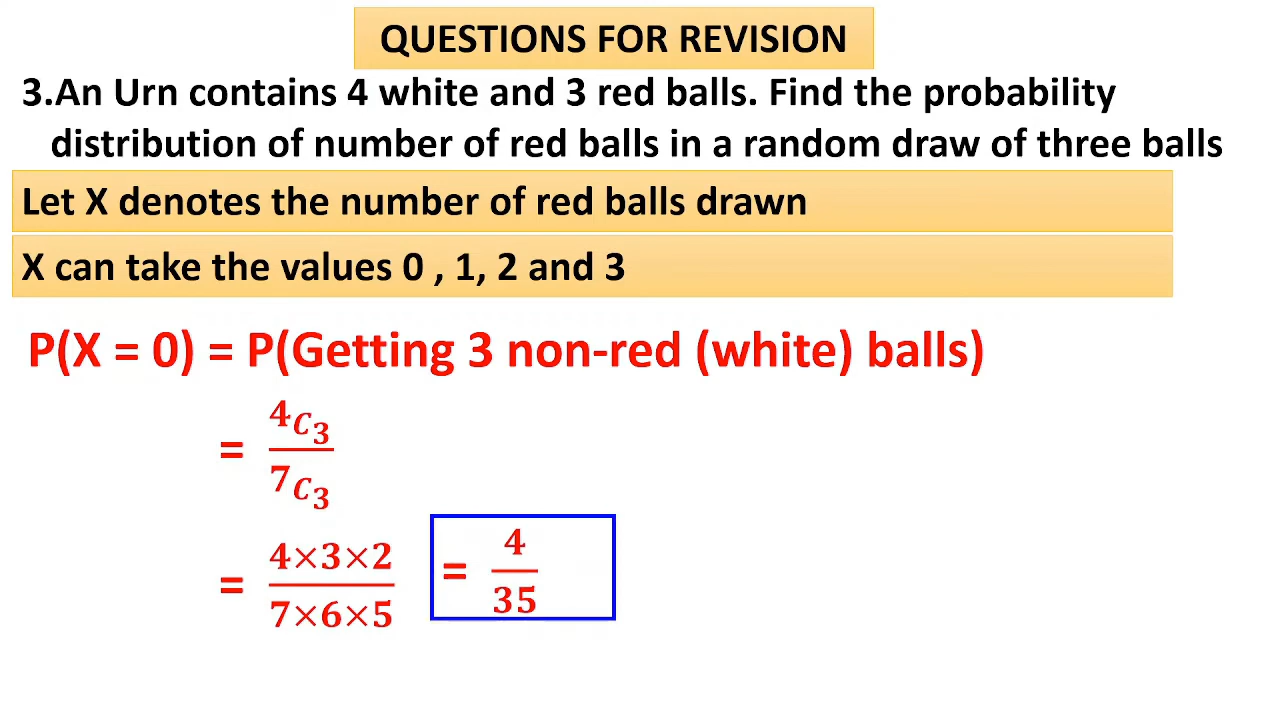 QUESTIONS FOR REVISION
3.An Urn contains 4 white and 3 red balls. Find the probability
distribution of number of red balls in a random draw of three balls
Let X denotes the number of red balls drawn
X can take the values 0 , 1, 2 and 3
P(X = 0) = P(Getting 3 non-red (white) balls)
= 4C₃ / 7C₃
= 4×3×2 / 7×6×5 = 4 / 35